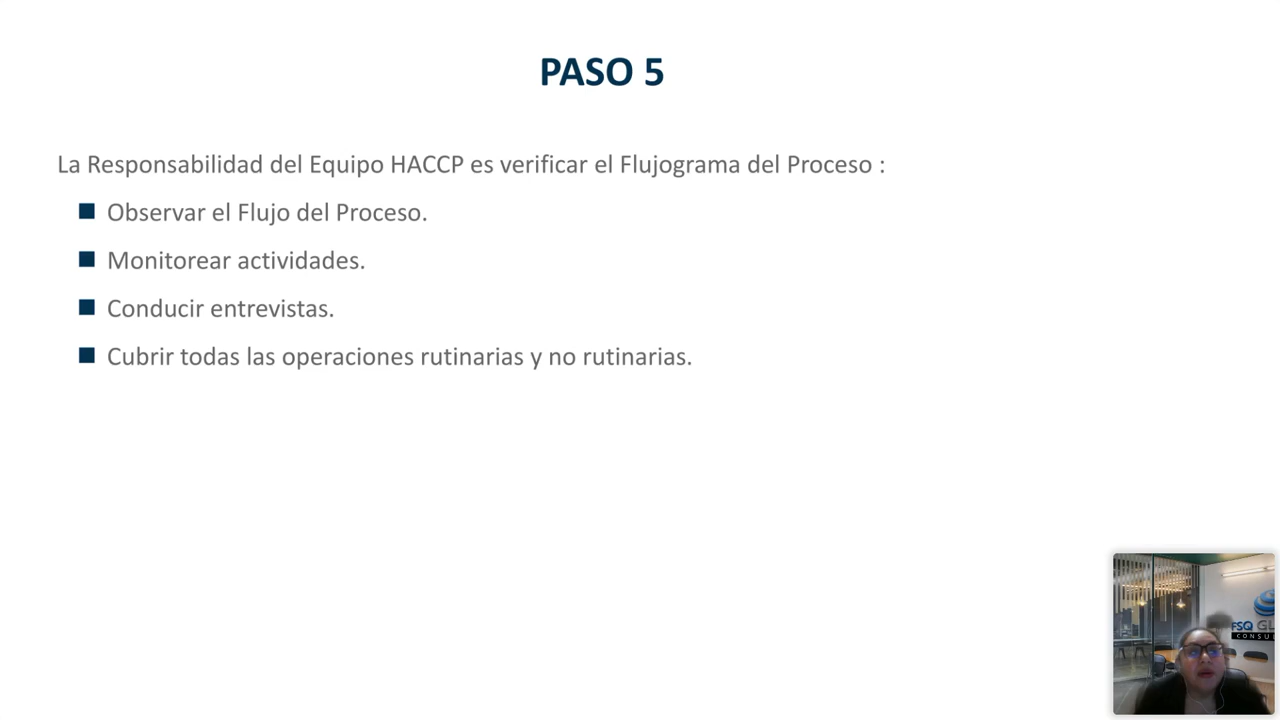 PASO 5
La Responsabilidad del Equipo HACCP es verificar el Flujograma del Proceso :
Observar el Flujo del Proceso.
Monitorear actividades.
Conducir entrevistas.
Cubrir todas las operaciones rutinarias y no rutinarias.
FSQ